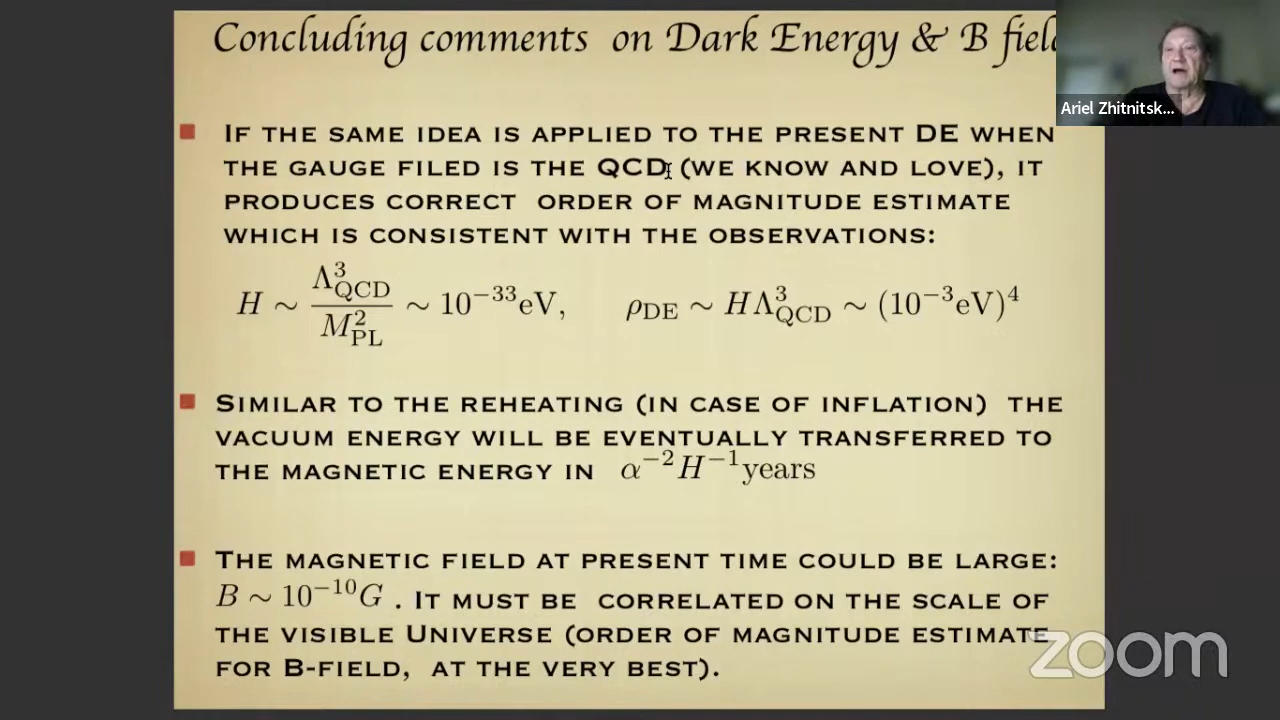 Concluding comments on Dark Energy & B fiel
Ariel Zhitnitsk...
IF THE SAME IDEA IS APPLIED TO THE PRESENT DE WHEN
THE GAUGE FILED IS THE QCD (WE KNOW AND LOVE), IT
PRODUCES CORRECT ORDER OF MAGNITUDE ESTIMATE
WHICH IS CONSISTENT WITH THE OBSERVATIONS:
H ∼ Λ³_QCD / M²_PL ∼ 10⁻³³eV, ρ_DE ∼ HΛ³_QCD ∼ (10⁻³eV)⁴
SIMILAR TO THE REHEATING (IN CASE OF INFLATION) THE
VACUUM ENERGY WILL BE EVENTUALLY TRANSFERRED TO
THE MAGNETIC ENERGY IN α⁻²H⁻¹years
THE MAGNETIC FIELD AT PRESENT TIME COULD BE LARGE:
B ∼ 10⁻¹⁰G . IT MUST BE CORRELATED ON THE SCALE OF
THE VISIBLE UNIVERSE (ORDER OF MAGNITUDE ESTIMATE
FOR B-FIELD, AT THE VERY BEST).
zoom